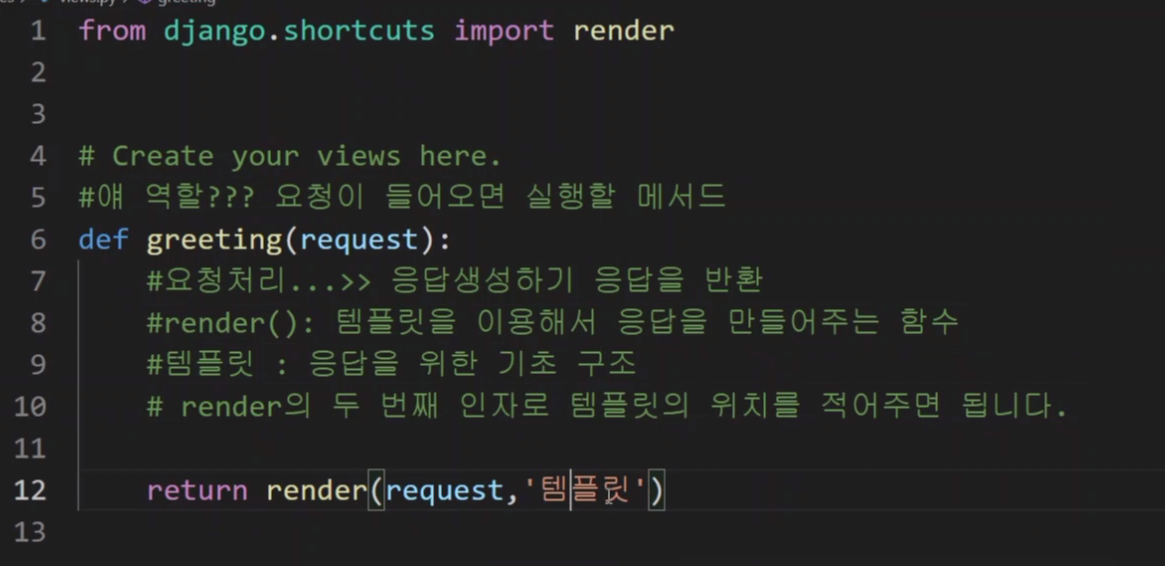 views.py greeting
1 from django.shortcuts import render
2
3
4 # Create your views here.
5 #얘 역할??? 요청이 들어오면 실행할 메서드
6 def greeting(request):
7 #요청처리...>> 응답생성하기 응답을 반환
8 #render(): 템플릿을 이용해서 응답을 만들어주는 함수
9 #템플릿 : 응답을 위한 기초 구조
10 # render의 두 번째 인자로 템플릿의 위치를 적어주면 됩니다.
11
12 return render(request,'템플릿')
13